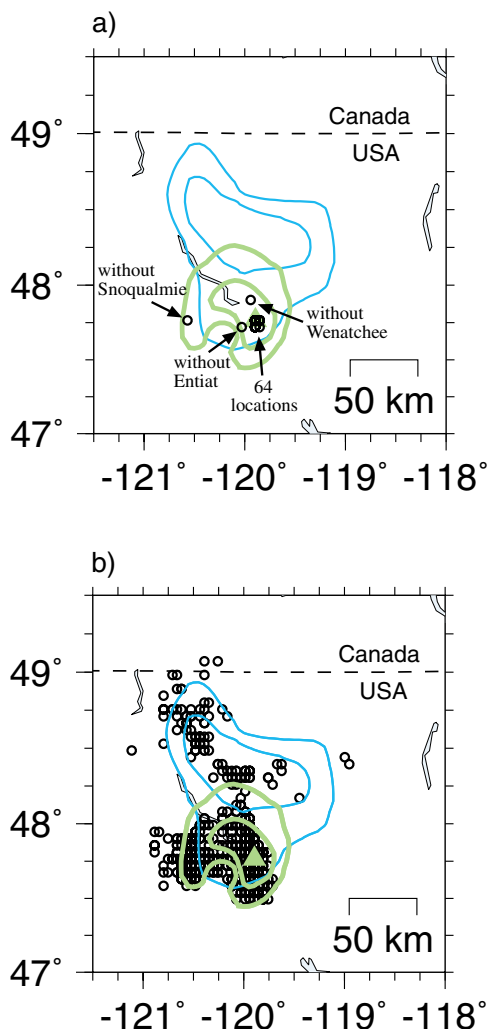 a)
Canada
49˚
USA
48˚
without
Snoqualmie
without
Wenatchee
without
Entiat
64
locations
50 km
47˚
-121˚ -120˚ -119˚ -118˚
b)
Canada
49˚
USA
48˚
50 km
47˚
-121˚ -120˚ -119˚ -118˚